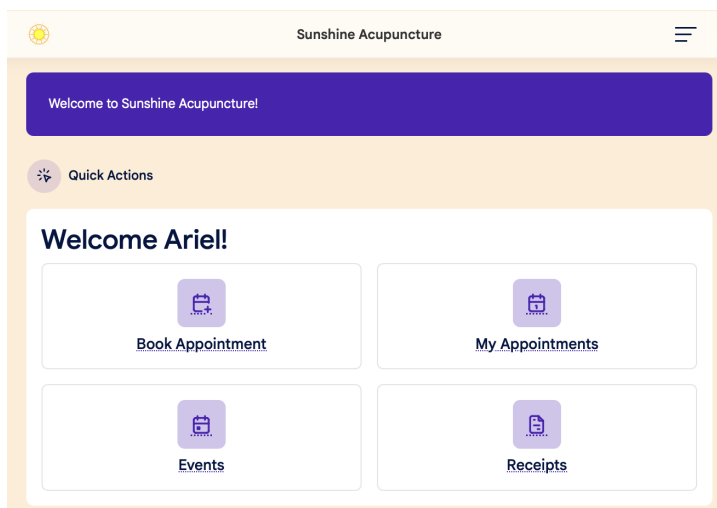 Sunshine Acupuncture
Welcome to Sunshine Acupuncture!
Quick Actions
Welcome Ariel!
Book Appointment
My Appointments
Events
Receipts